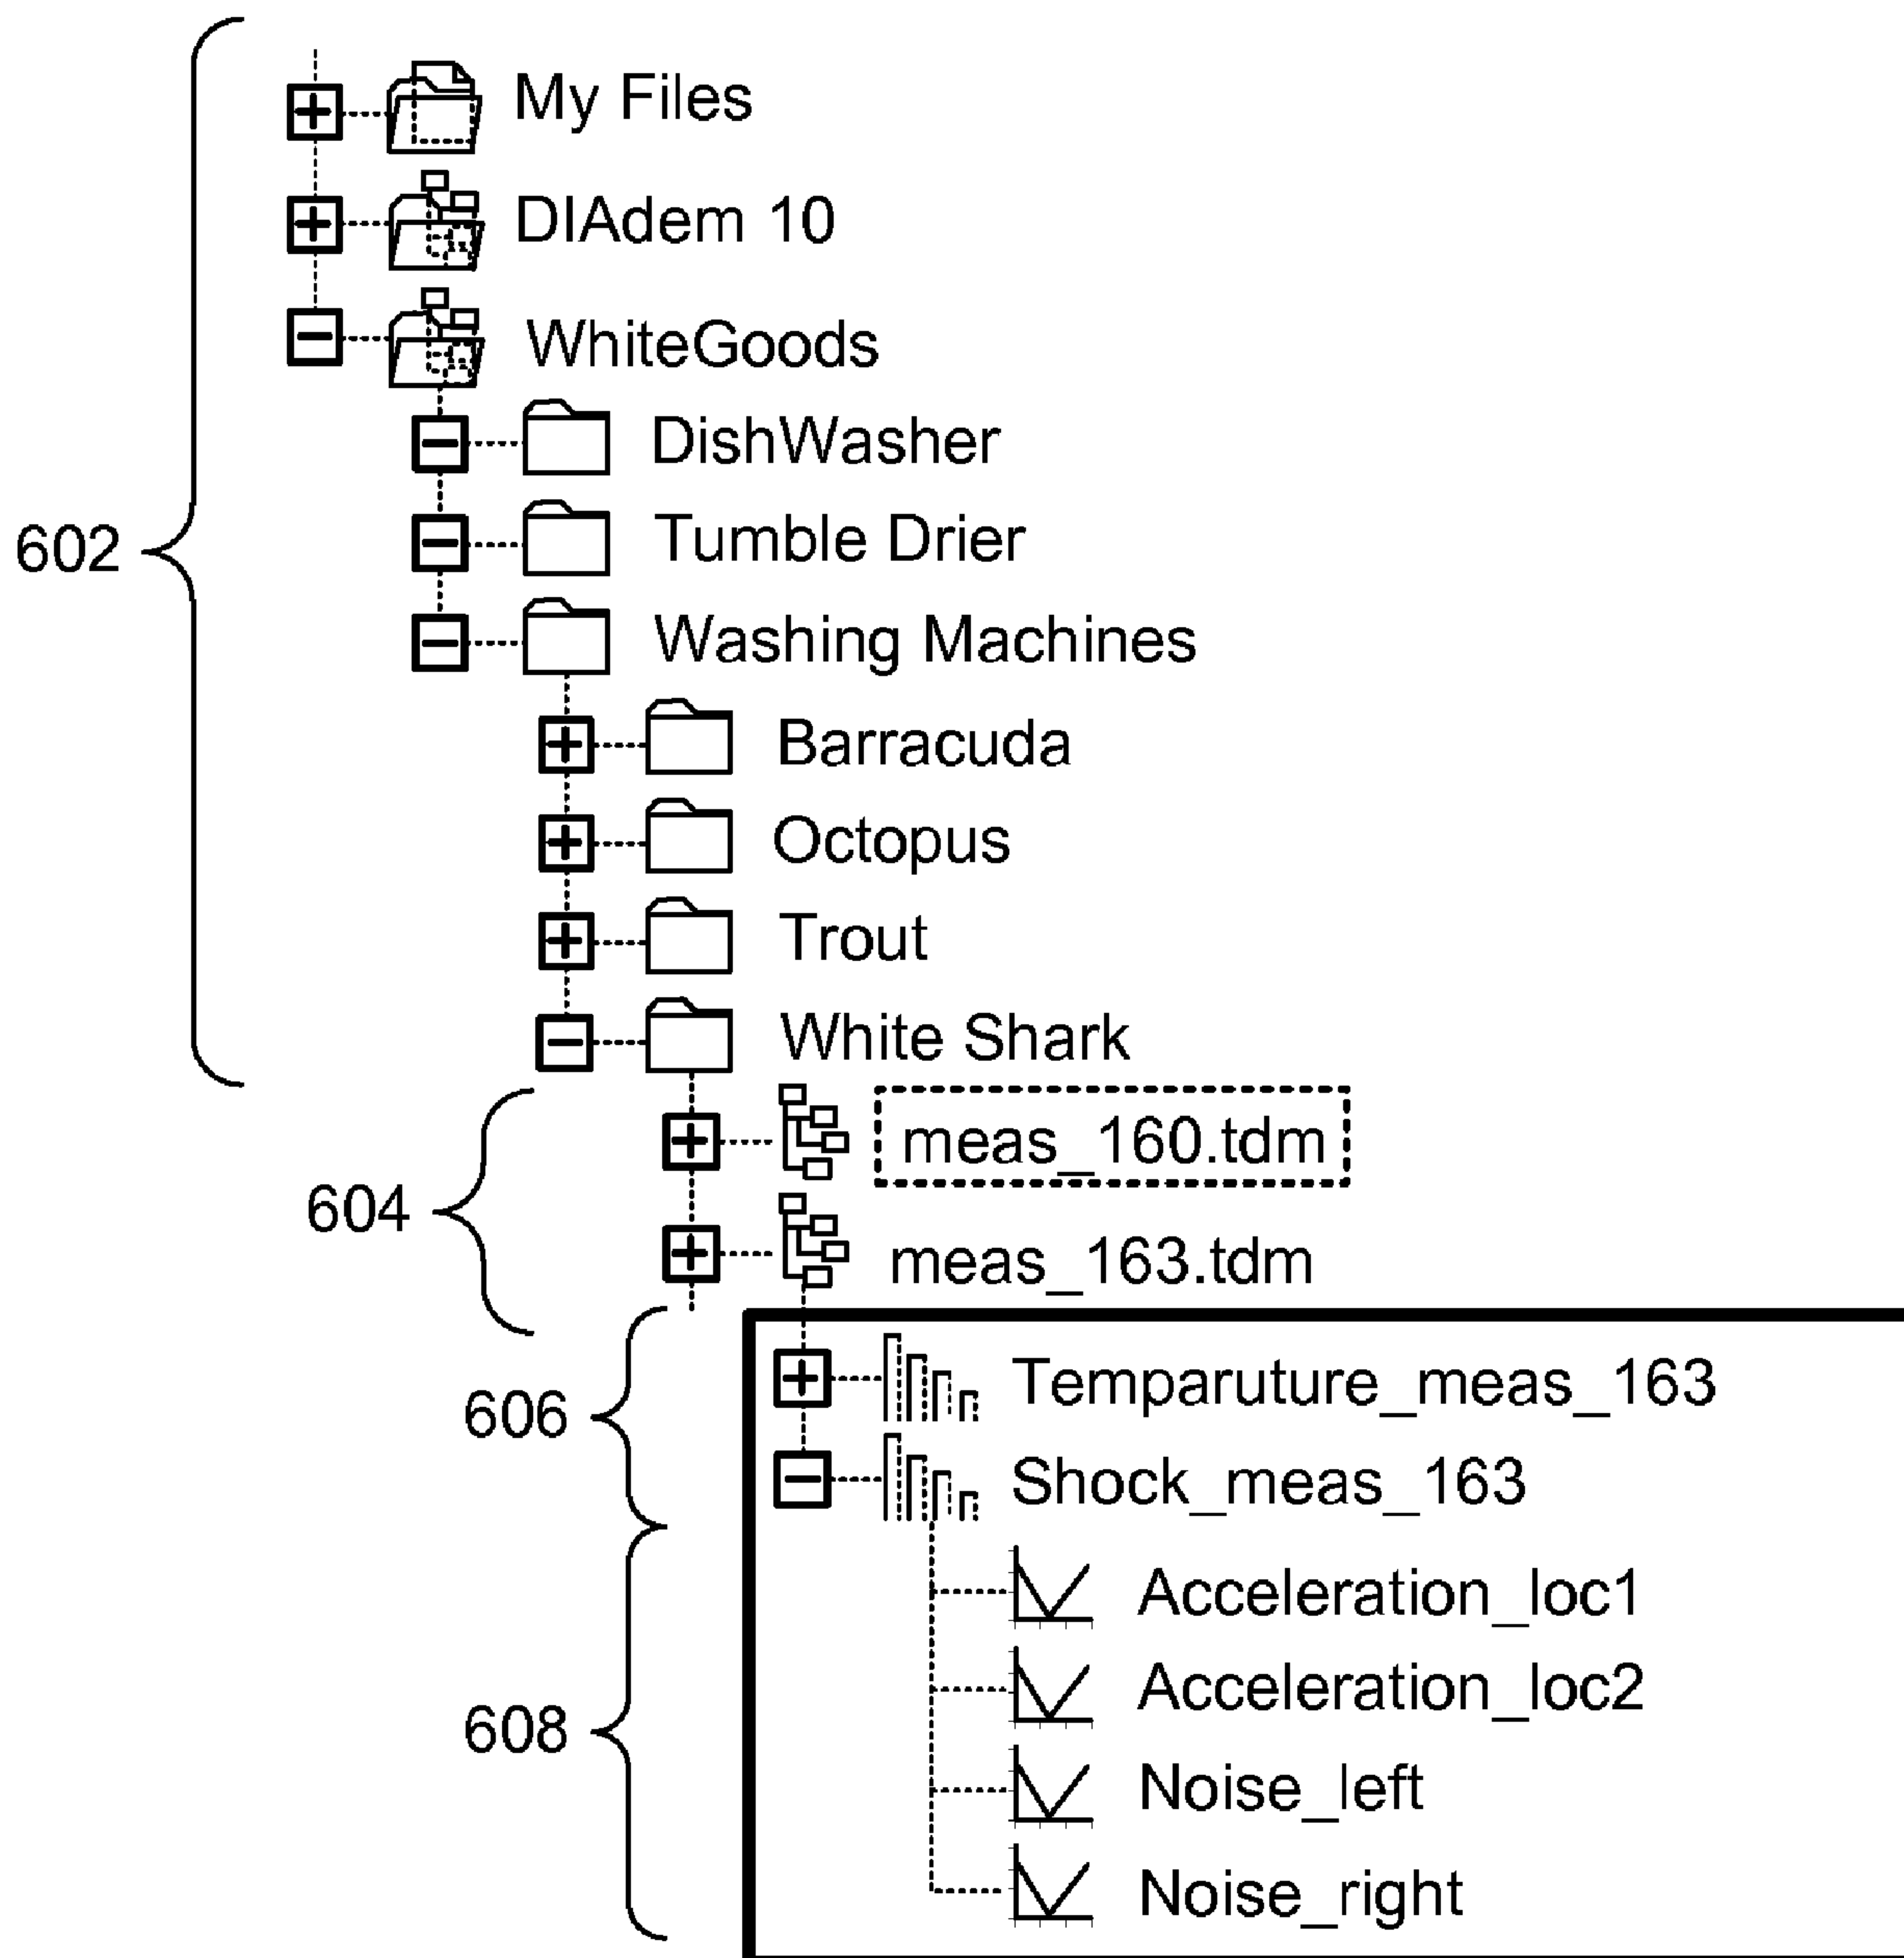 My Files
DIAdem 10
WhiteGoods
DishWasher
602
Tumble Drier
Washing Machines
Barracuda
Octopus
Trout
White Shark
meas_160.tdm
604
meas_163.tdm
Temparuture_meas_163
606
Shock_meas_163
Acceleration_loc1
Acceleration_loc2
608
Noise_left
Noise_right